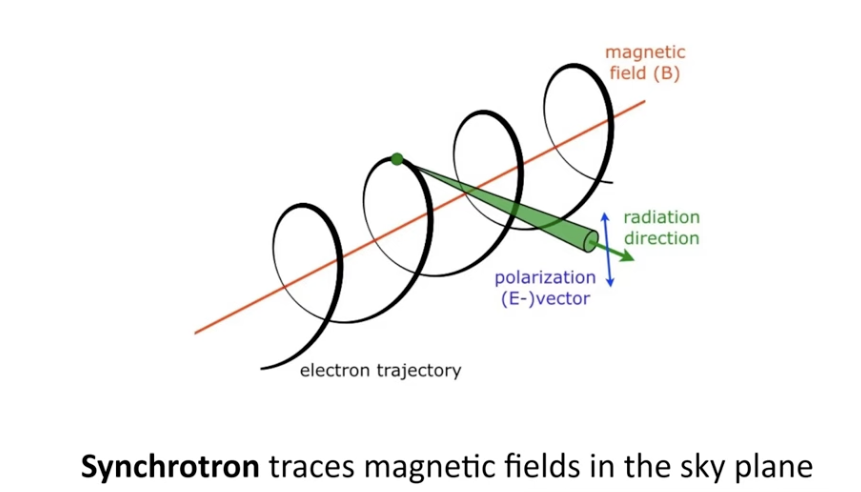 magnetic
field (B)
radiation
direction
polarization
(E-)vector
electron trajectory
Synchrotron traces magnetic fields in the sky plane